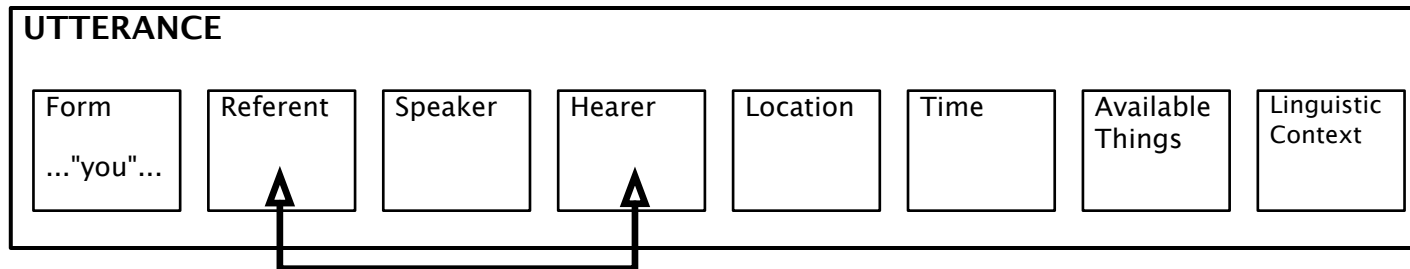 UTTERANCE
Form
..."you"...
Referent
Speaker
Hearer
Location
Time
Available
Things
Linguistic
Context